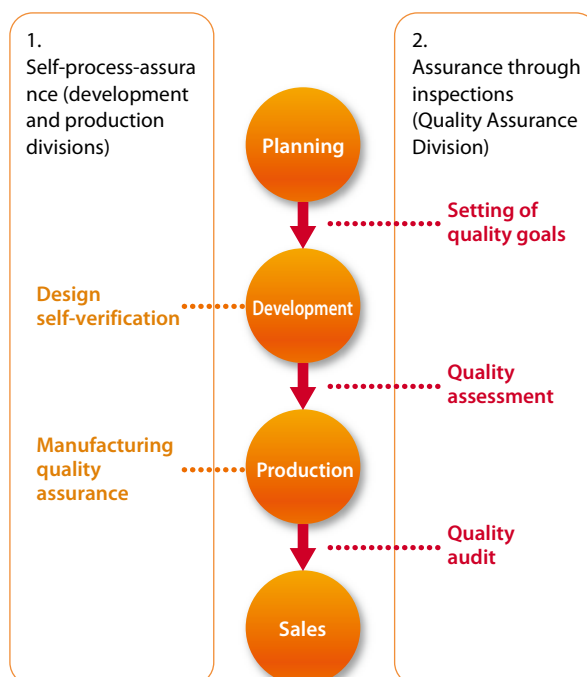 1.
Self-process-assura
nce (development
and production
divisions)
2.
Assurance through
inspections
(Quality Assurance
Division)
Planning
Setting of
quality goals
Design
self-verification
Development
Quality
assessment
Manufacturing
quality
assurance
Production
Quality
audit
Sales